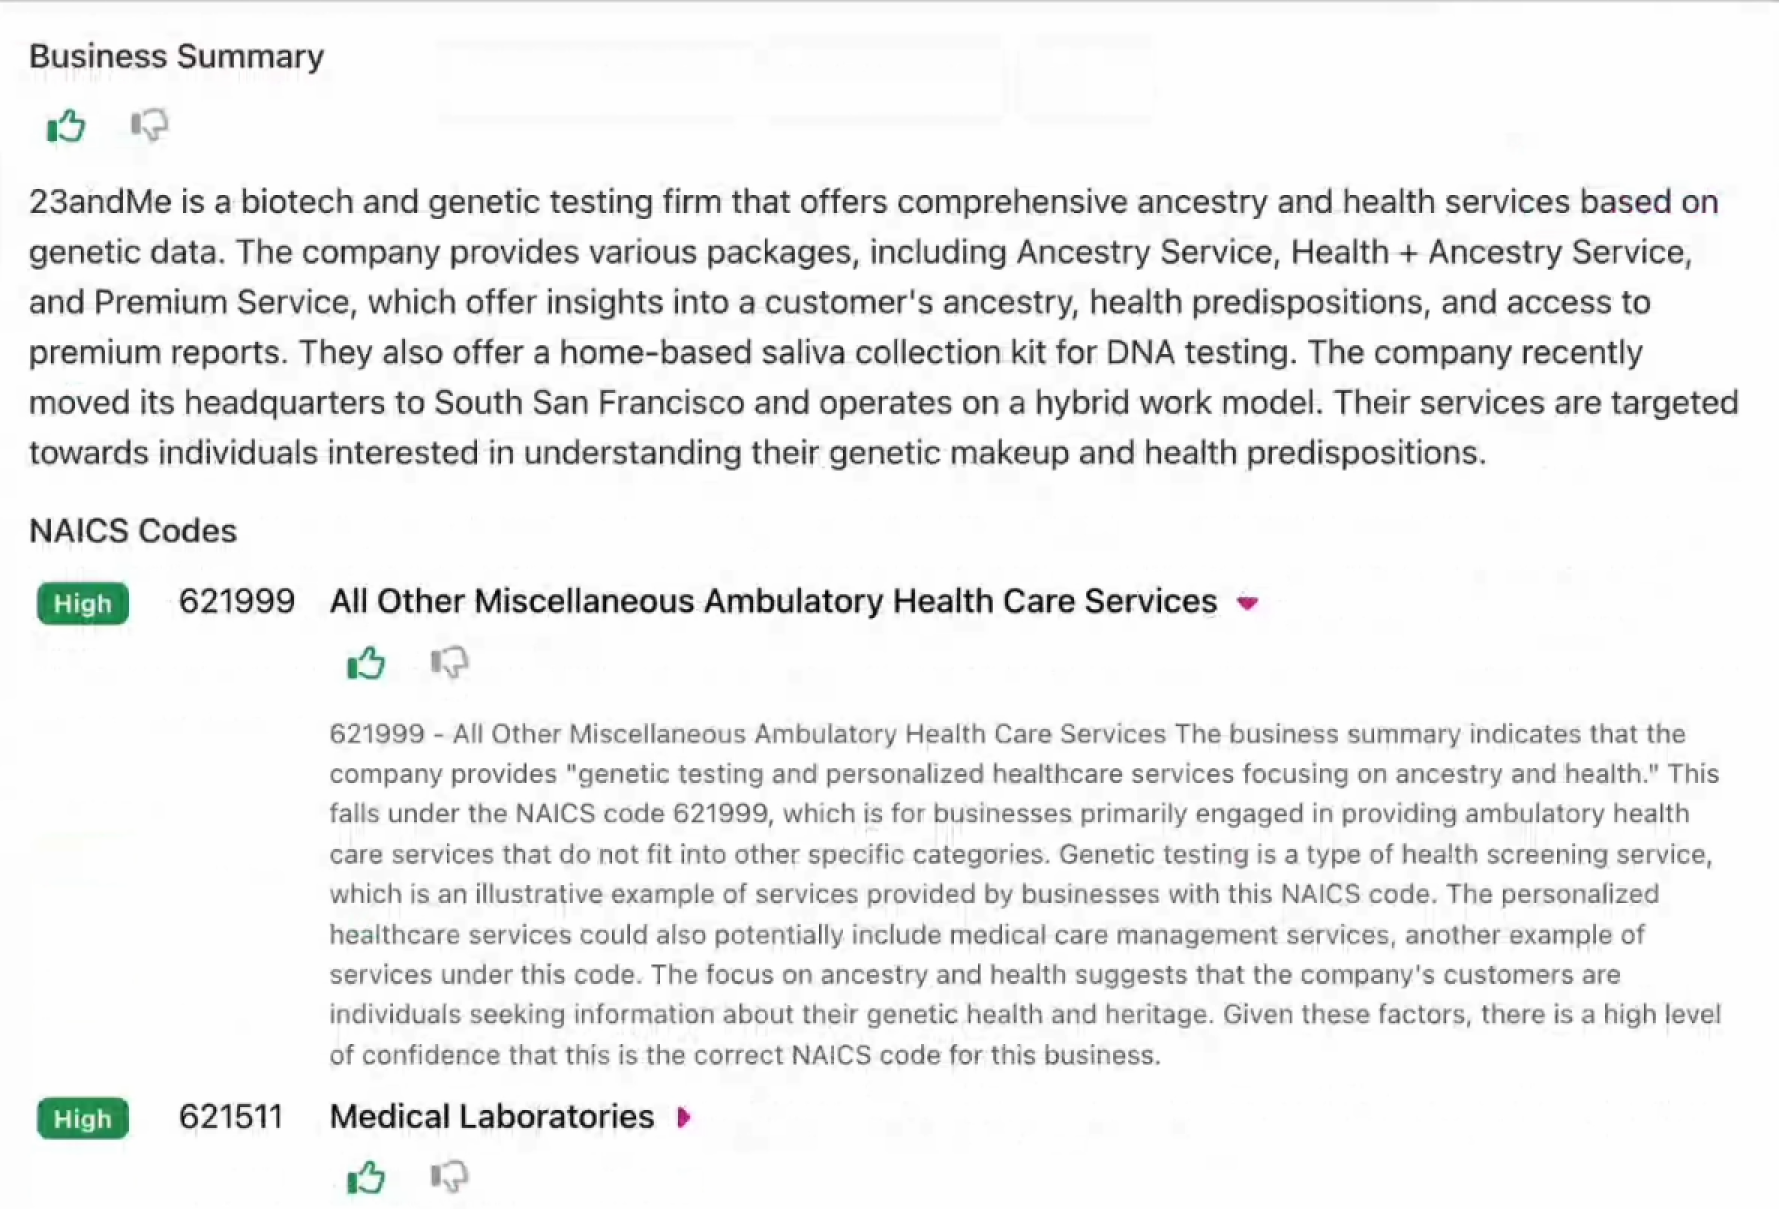 Business Summary
23andMe is a biotech and genetic testing firm that offers comprehensive ancestry and health services based on
genetic data. The company provides various packages, including Ancestry Service, Health + Ancestry Service,
and Premium Service, which offer insights into a customer's ancestry, health predispositions, and access to
premium reports. They also offer a home-based saliva collection kit for DNA testing. The company recently
moved its headquarters to South San Francisco and operates on a hybrid work model. Their services are targeted
towards individuals interested in understanding their genetic makeup and health predispositions.
NAICS Codes
High 621999 All Other Miscellaneous Ambulatory Health Care Services
621999 - All Other Miscellaneous Ambulatory Health Care Services The business summary indicates that the
company provides "genetic testing and personalized healthcare services focusing on ancestry and health." This
falls under the NAICS code 621999, which is for businesses primarily engaged in providing ambulatory health
care services that do not fit into other specific categories. Genetic testing is a type of health screening service,
which is an illustrative example of services provided by businesses with this NAICS code. The personalized
healthcare services could also potentially include medical care management services, another example of
services under this code. The focus on ancestry and health suggests that the company's customers are
individuals seeking information about their genetic health and heritage. Given these factors, there is a high level
of confidence that this is the correct NAICS code for this business.
High 621511 Medical Laboratories